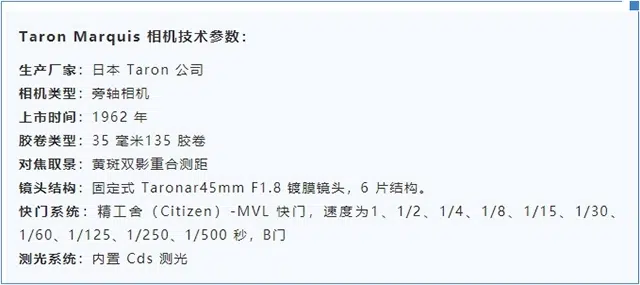 Taron Marquis 相机技术参数：
生产厂家：日本 Taron 公司
相机类型：旁轴相机
上市时间：1962 年
胶卷类型：35 毫米135 胶卷
对焦取景：黄斑双影重合测距
镜头结构：固定式 Taronar45mm F1.8 镀膜镜头，6 片结构。
快门系统：精工舍（Citizen）-MVL 快门，速度为1、1/2、1/4、1/8、1/15、1/30、
1/60、1/125、1/250、1/500 秒，B门
测光系统：内置 Cds 测光